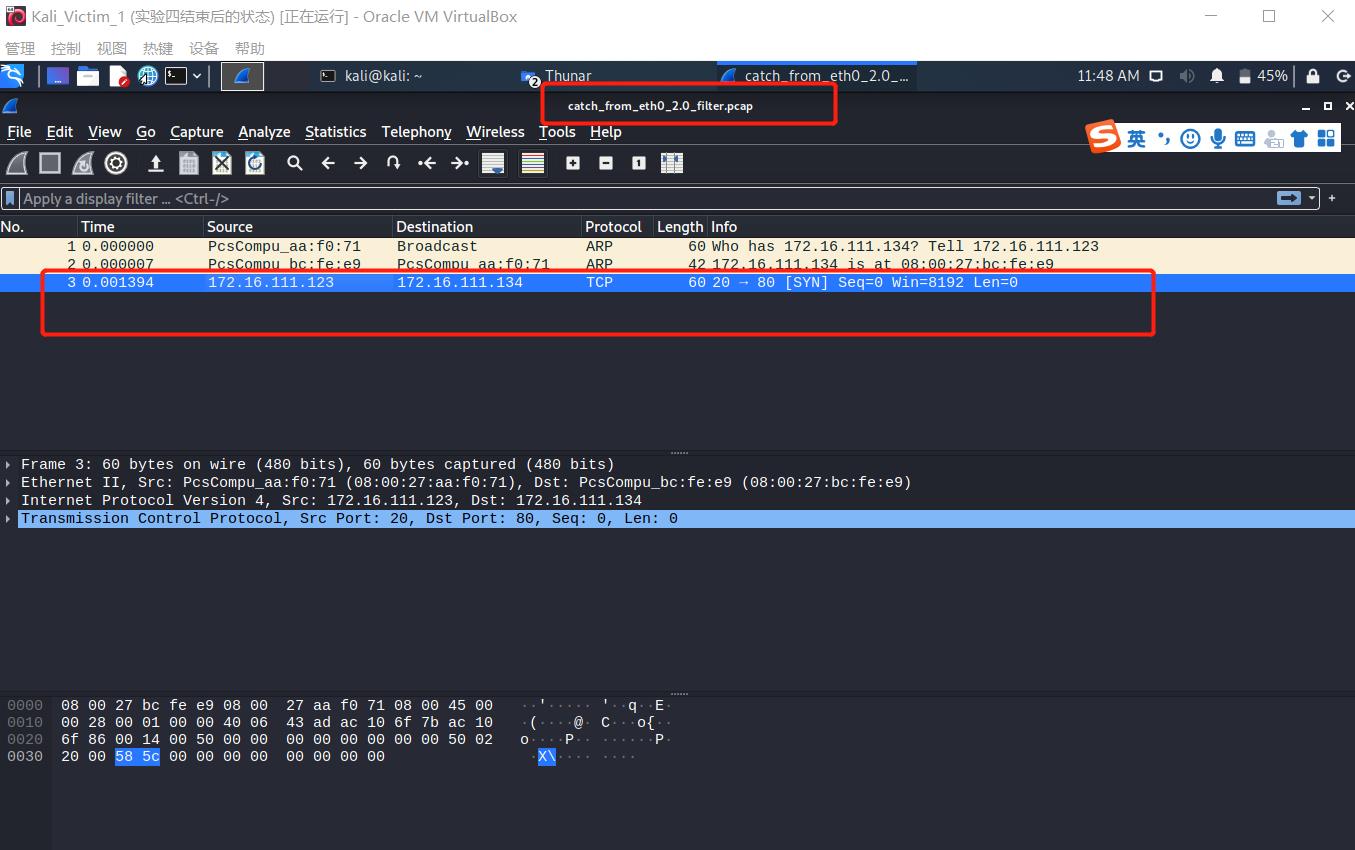 Kali_Victim_1 (实验四结束后的状态) [正在运行] - Oracle VM VirtualBox
管理 控制 视图 热键 设备 帮助
kali@kali: ~ 2 Thunar catch_from_eth0_2.0_... 11:48 AM 45%
catch_from_eth0_2.0_filter.pcap
File Edit View Go Capture Analyze Statistics Telephony Wireless Tools Help
英
Apply a display filter ... <Ctrl-/>
No. Time Source Destination Protocol Length Info
1 0.000000 PcsCompu_aa:f0:71 Broadcast ARP 60 Who has 172.16.111.134? Tell 172.16.111.123
2 0.000007 PcsCompu_bc:fe:e9 PcsCompu_aa:f0:71 ARP 42 172.16.111.134 is at 08:00:27:bc:fe:e9
3 0.001394 172.16.111.123 172.16.111.134 TCP 60 20 → 80 [SYN] Seq=0 Win=8192 Len=0
Frame 3: 60 bytes on wire (480 bits), 60 bytes captured (480 bits)
Ethernet II, Src: PcsCompu_aa:f0:71 (08:00:27:aa:f0:71), Dst: PcsCompu_bc:fe:e9 (08:00:27:bc:fe:e9)
Internet Protocol Version 4, Src: 172.16.111.123, Dst: 172.16.111.134
Transmission Control Protocol, Src Port: 20, Dst Port: 80, Seq: 0, Len: 0
0000 08 00 27 bc fe e9 08 00 27 aa f0 71 08 00 45 00 ··'····· '··q··E·
0010 00 28 00 01 00 00 40 06 43 ad ac 10 6f 7b ac 10 ·(····@· C···o{··
0020 6f 86 00 14 00 50 00 00 00 00 00 00 00 00 50 02 o····P·· ······P·
0030 20 00 58 5c 00 00 00 00 00 00 00 00 ·X\···· ····